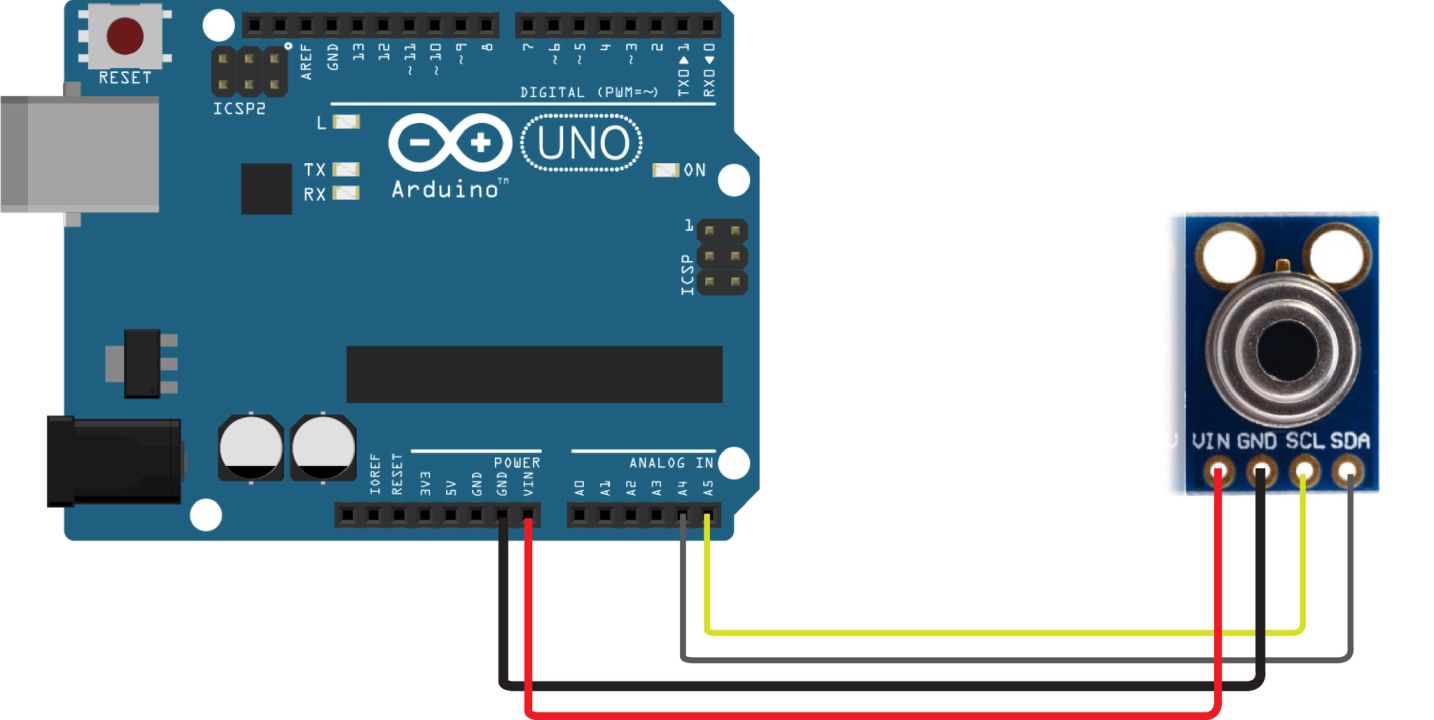 RESET
ICSP2
AREF
GND
13
12
~11
~10
~9
8
7
~6
~5
4
~3
2
TX0▶1
RX0◀0
DIGITAL (PWM=~)
L
TX
RX
UNO
Arduino™
ON
1
ICSP
POWER
ANALOG IN
IOREF
RESET
3V3
5V
GND
GND
VIN
A0
A1
A2
A3
A4
A5
VIN GND SCL SDA